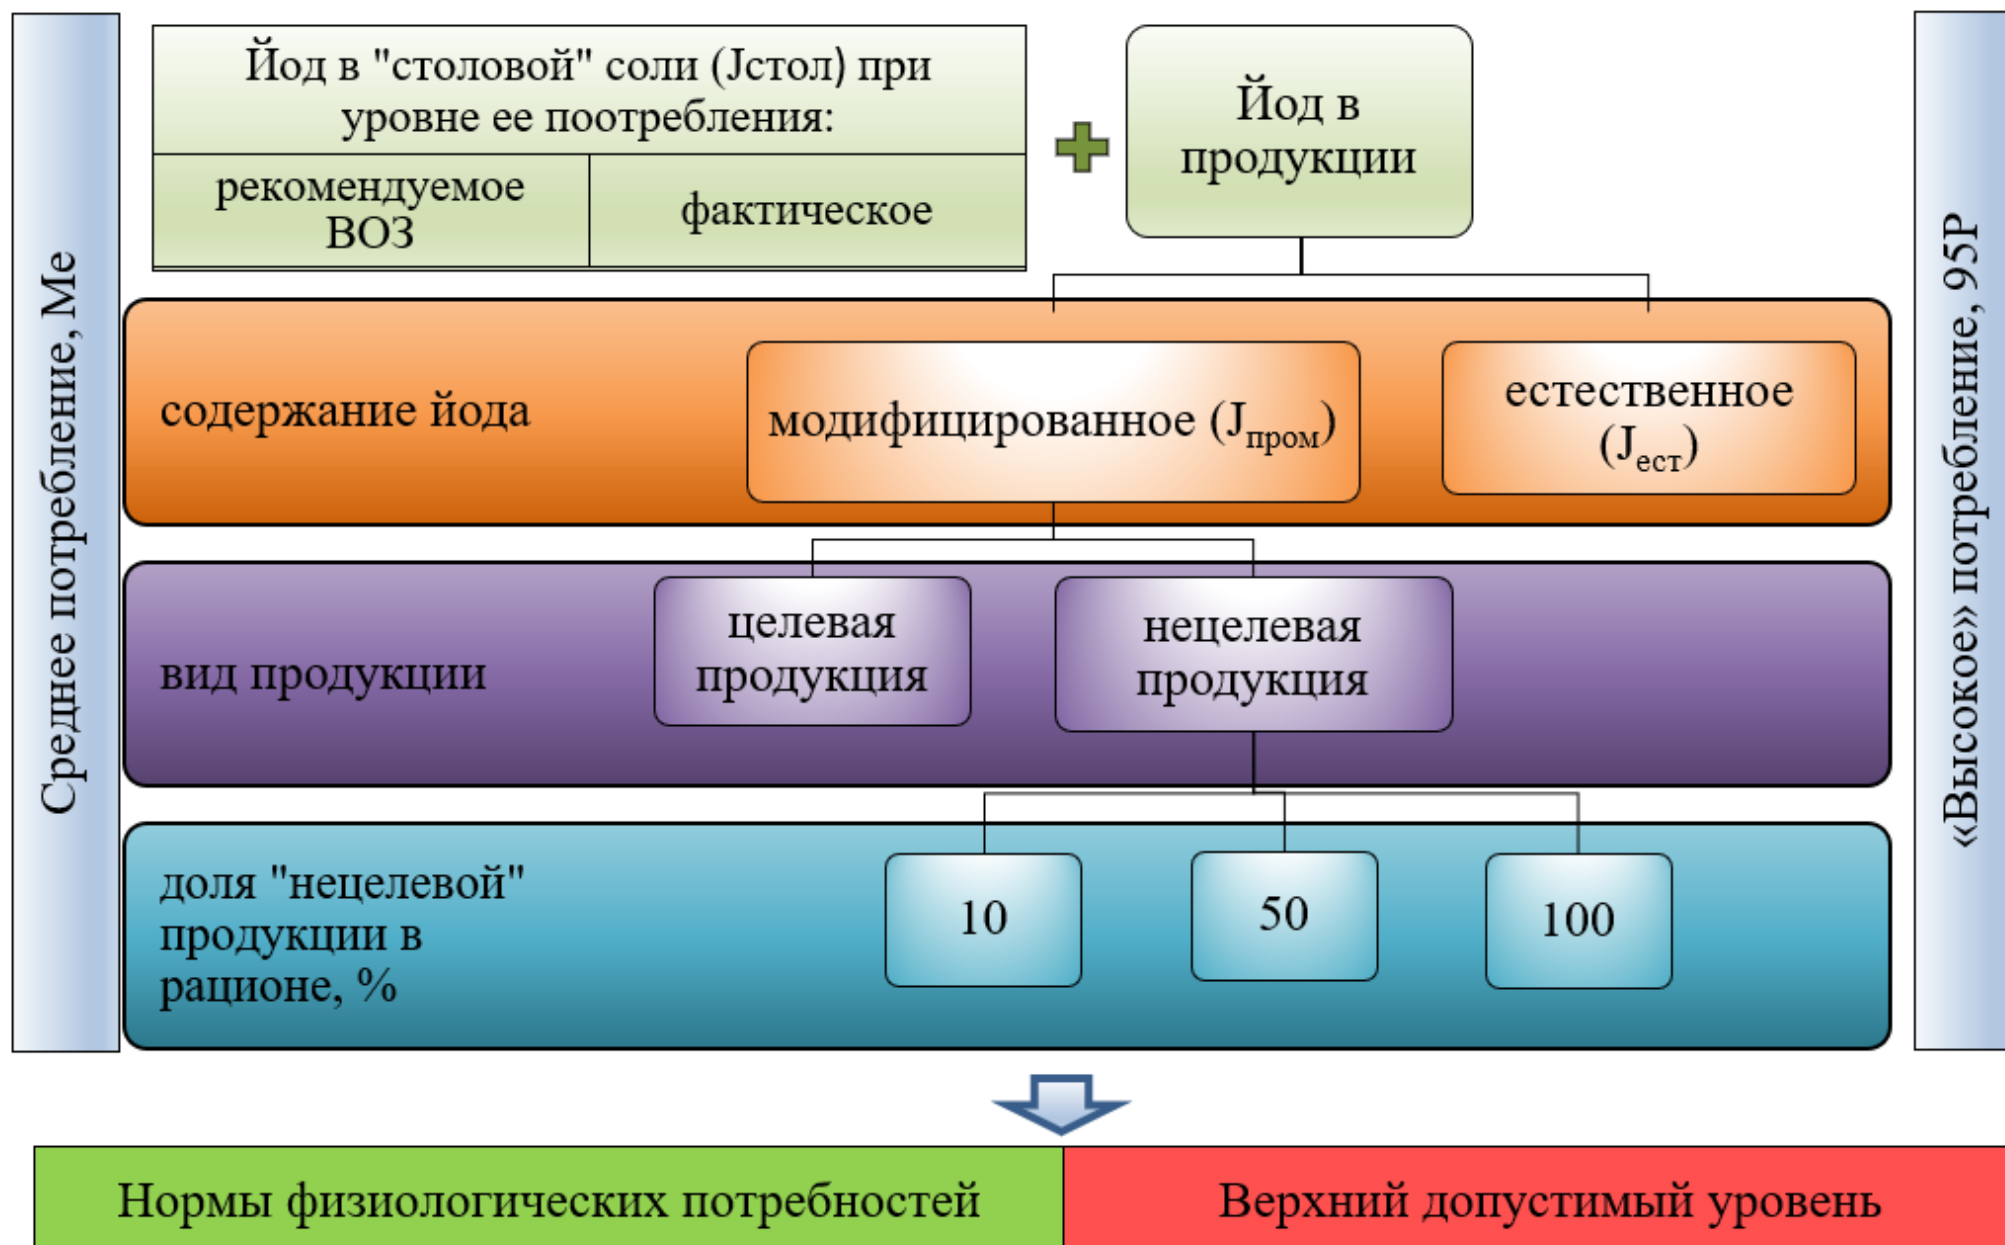 Среднее потребление, Ме
Йод в "столовой" соли (Jстол) при
уровне ее поотребления:
рекомендуемое
ВОЗ
фактическое
Йод в
продукции
«Высокое» потребление, 95Р
содержание йода
модифицированное (Jпром)
естественное
(Jест)
вид продукции
целевая
продукция
нецелевая
продукция
доля "нецелевой"
продукции в
рационе, %
10
50
100
Нормы физиологических потребностей
Верхний допустимый уровень